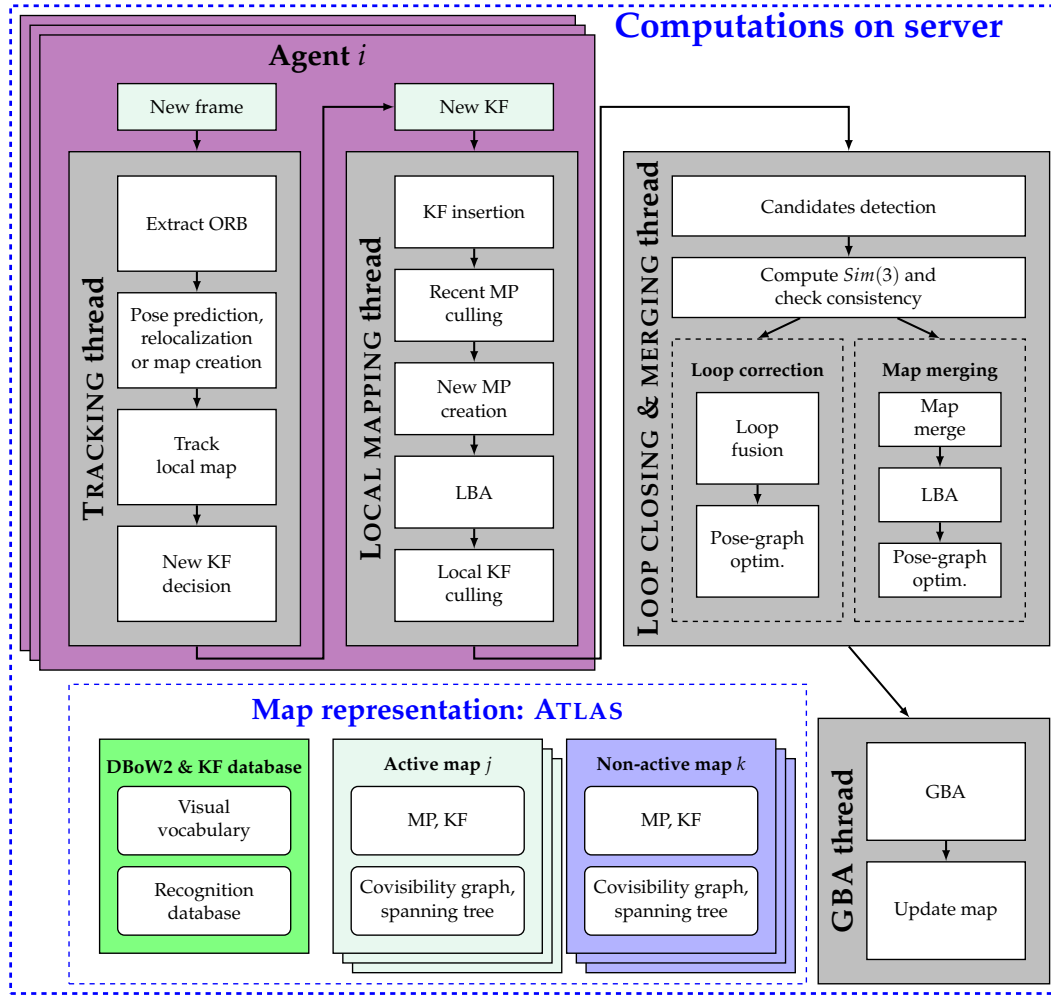 Computations on server
Agent i
New frame
TRACKING thread
Extract ORB
Pose prediction,
relocalization
or map creation
Track
local map
New KF
decision
New KF
LOCAL MAPPING thread
KF insertion
Recent MP
culling
New MP
creation
LBA
Local KF
culling
LOOP CLOSING & MERGING thread
Candidates detection
Compute Sim(3) and
check consistency
Loop correction
Loop
fusion
Pose-graph
optim.
Map merging
Map
merge
LBA
Pose-graph
optim.
Map representation: ATLAS
DBoW2 & KF database
Visual
vocabulary
Recognition
database
Active map j
MP, KF
Covisibility graph,
spanning tree
Non-active map k
MP, KF
Covisibility graph,
spanning tree
GBA thread
GBA
Update map